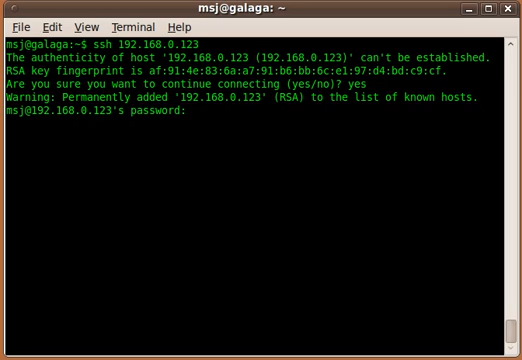 msj@galaga: ~
File Edit View Terminal Help
msj@galaga:~$ ssh 192.168.0.123
The authenticity of host '192.168.0.123 (192.168.0.123)' can't be established.
RSA key fingerprint is af:91:4e:83:6a:a7:91:b6:bb:6c:e1:97:d4:bd:c9:cf.
Are you sure you want to continue connecting (yes/no)? yes
Warning: Permanently added '192.168.0.123' (RSA) to the list of known hosts.
msj@192.168.0.123's password: